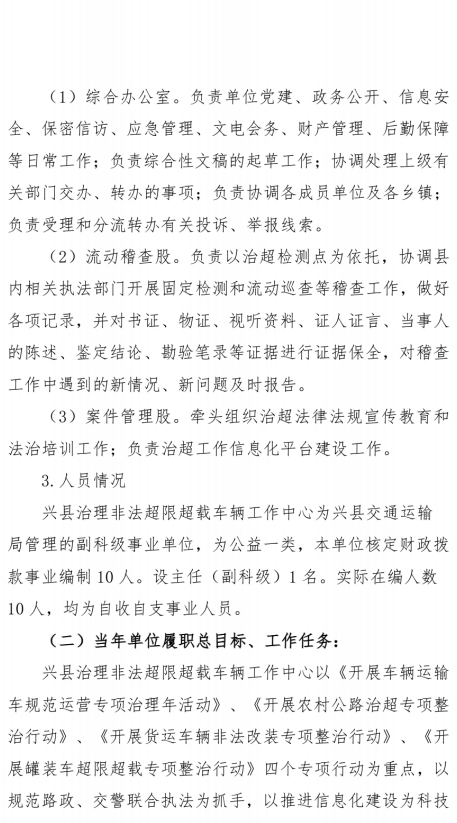 （1）综合办公室。负责单位党建、政务公开、信息安
全、保密信访、应急管理、文电会务、财产管理、后勤保障
等日常工作；负责综合性文稿的起草工作；协调处理上级有
关部门交办、转办的事项；负责协调各成员单位及各乡镇；
负责受理和分流转办有关投诉、举报线索。
（2）流动稽查股。负责以治超检测点为依托，协调县
内相关执法部门开展固定检测和流动巡查等稽查工作，做好
各项记录，并对书证、物证、视听资料、证人证言、当事人
的陈述、鉴定结论、勘验笔录等证据进行证据保全，对稽查
工作中遇到的新情况、新问题及时报告。
（3）案件管理股。牵头组织治超法律法规宣传教育和
法治培训工作；负责治超工作信息化平台建设工作。
3.人员情况
兴县治理非法超限超载车辆工作中心为兴县交通运输
局管理的副科级事业单位，为公益一类，本单位核定财政拨
款事业编制 10 人。设主任（副科级）1 名。实际在编人数
10 人，均为自收自支事业人员。
（二）当年单位履职总目标、工作任务：
兴县治理非法超限超载车辆工作中心以《开展车辆运输
车规范运营专项治理年活动》、《开展农村公路治超专项整
治行动》、《开展货运车辆非法改装专项整治行动》、《开
展罐装车超限超载专项整治行动》四个专项行动为重点，以
规范路政、交警联合执法为抓手，以推进信息化建设为科技